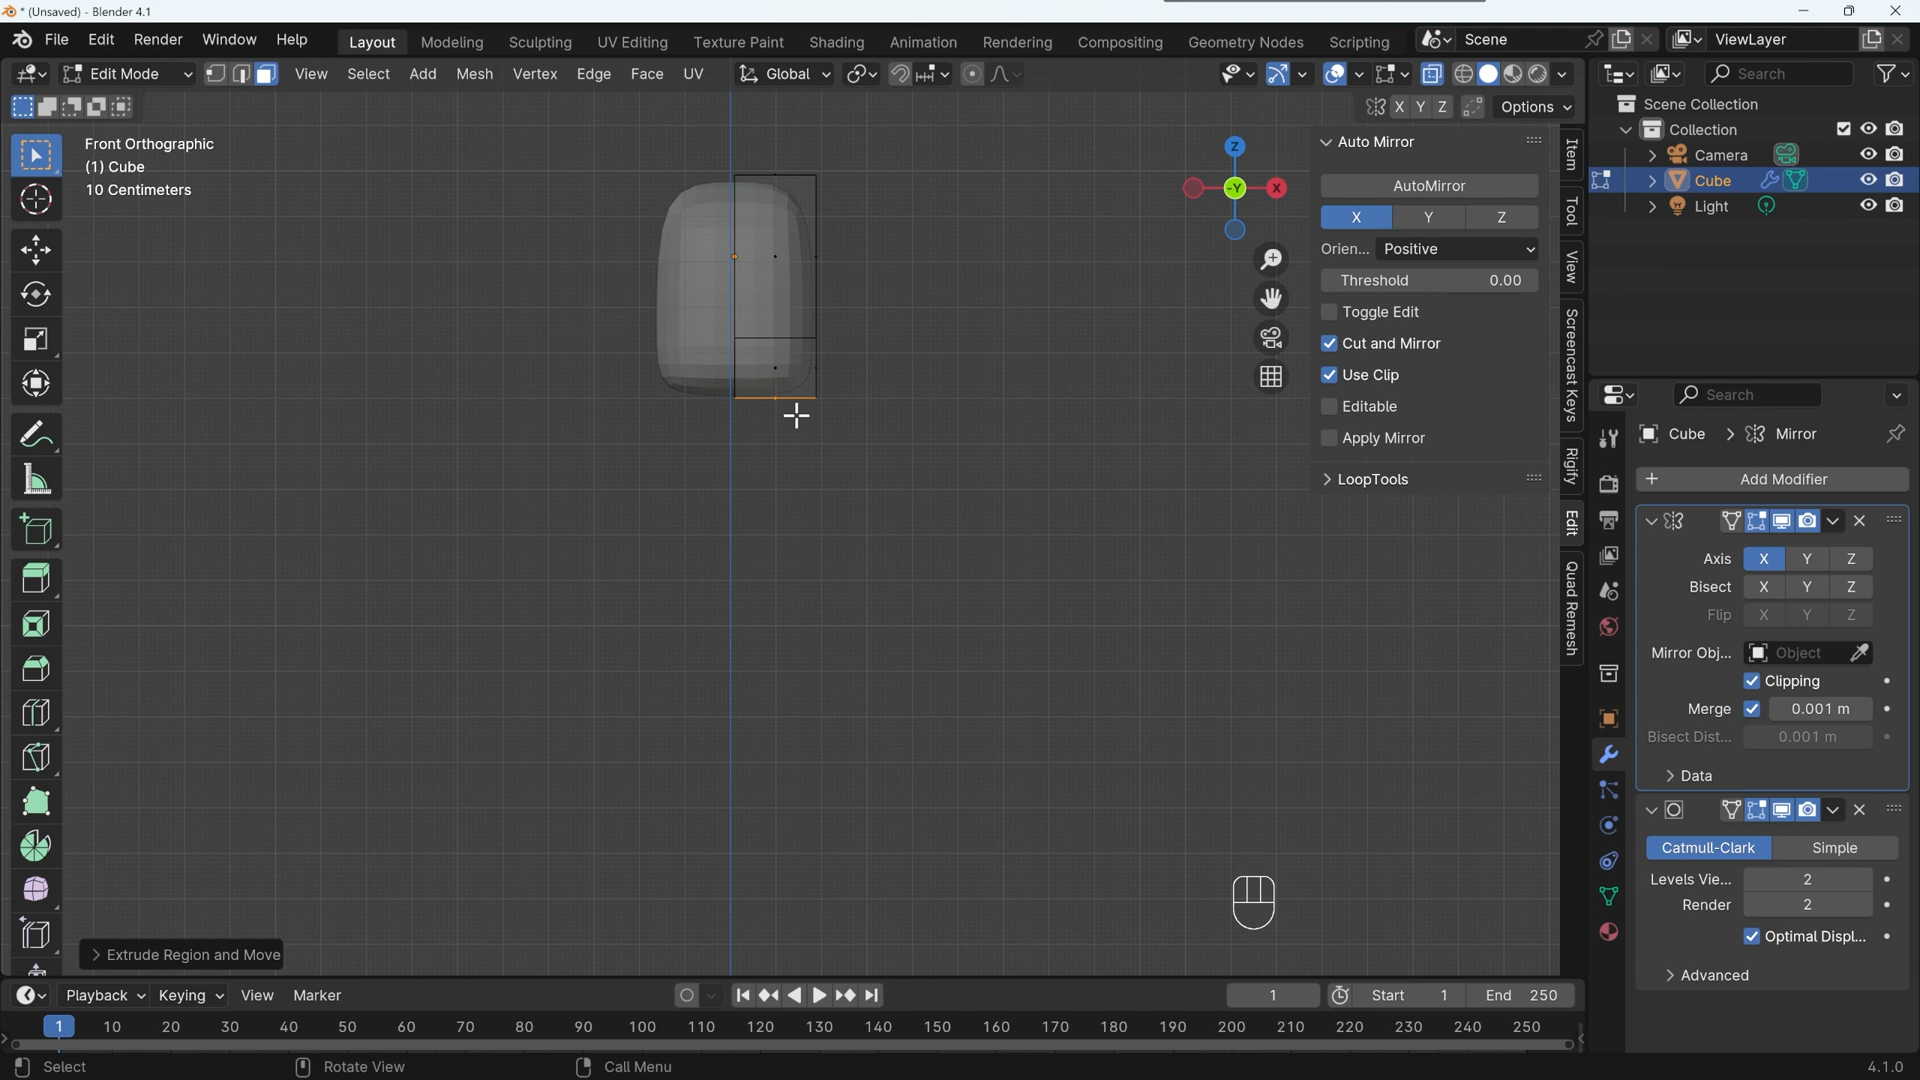 * (Unsaved) - Blender 4.1
File Edit Render Window Help Layout Modeling Sculpting UV Editing Texture Paint Shading Animation Rendering Compositing Geometry Nodes Scripting Scene ViewLayer
Edit Mode View Select Add Mesh Vertex Edge Face UV Global Search
X Y Z Options
Scene Collection
Collection
Camera
Cube
Light
Front Orthographic
(1) Cube
10 Centimeters
Z
-Y X
Auto Mirror
AutoMirror
X Y Z
Orien... Positive
Threshold 0.00
Toggle Edit
Cut and Mirror
Use Clip
Editable
Apply Mirror
LoopTools
Item
Tool
View
Screencast Keys
Rigify
Edit
Quad Remesh
Search
Cube Mirror
Add Modifier
Axis X Y Z
Bisect X Y Z
Flip X Y Z
Mirror Obj... Object
Clipping
Merge 0.001 m
Bisect Dist... 0.001 m
Data
Catmull-Clark Simple
Levels Vie... 2
Render 2
Optimal Displ...
Advanced
Extrude Region and Move
Playback Keying View Marker 1 Start 1 End 250
1 10 20 30 40 50 60 70 80 90 100 110 120 130 140 150 160 170 180 190 200 210 220 230 240 250
Select Rotate View Call Menu 4.1.0